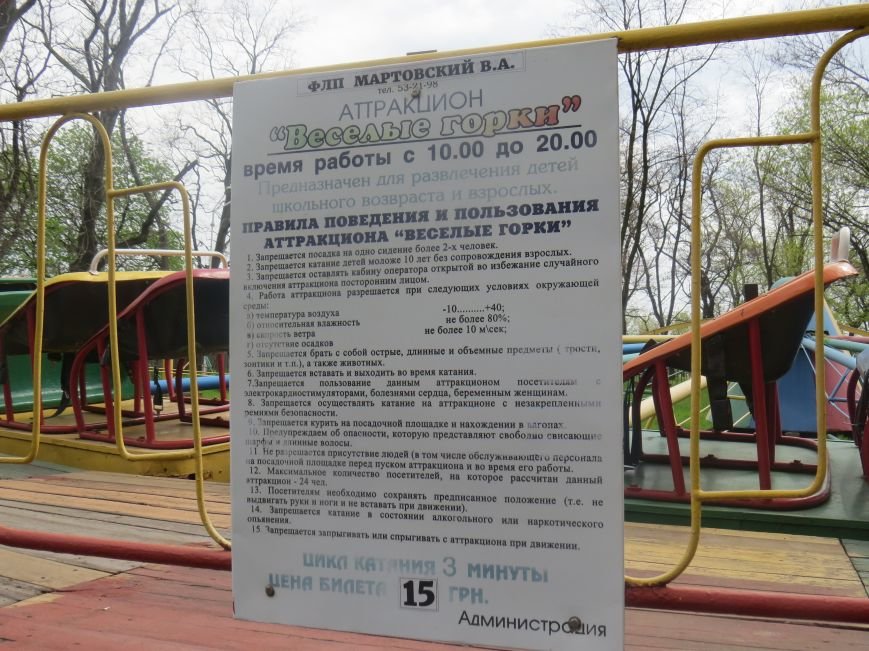 ФЛП МАРТОВСКИЙ В.А.
тел. 53-21-98
АТТРАКЦИОН
"Веселые горки"
время работы с 10.00 до 20.00
Предназначен для развлечения детей
школьного возраста и взрослых.
ПРАВИЛА ПОВЕДЕНИЯ И ПОЛЬЗОВАНИЯ
АТТРАКЦИОНА "ВЕСЕЛЫЕ ГОРКИ"
1. Запрещается посадка на одно сидение более 2-х человек.
2. Запрещается катание детей моложе 10 лет без сопровождения взрослых.
3. Запрещается оставлять кабину оператора открытой во избежание случайного
включения аттракциона посторонним лицом.
4. Работа аттракциона разрешается при следующих условиях окружающей
среды:
а) температура воздуха -10..........+40;
б) относительная влажность не более 80%;
в) скорость ветра не более 10 м\сек;
г) отсутствие осадков
5. Запрещается брать с собой острые, длинные и объемные предметы ( трости,
зонтики и т.п.), а также животных.
6. Запрещается вставать и выходить во время катания.
7.Запрещается пользование данным аттракционом посетителям с
электрокардиостимуляторами, болезнями сердца, беременным женщинам.
8. Запрещается осуществлять катание на аттракционе с незакрепленными
ремнями безопасности.
9. Запрещается курить на посадочной площадке и нахождении в вагонах.
10. Предупреждаем об опасности, которую представляют свободно свисающие
шарфы и длинные волосы.
11. Не разрешается присутствие людей (в том числе обслуживающего персонала
на посадочной площадке перед пуском аттракциона и во время его работы.
12. Максимальное количество посетителей, на которое рассчитан данный
аттракцион - 24 чел.
13. Посетителям необходимо сохранять предписанное положение (т.е. не
выдвигать руки и ноги и не вставать при движении).
14. Запрещается катание в состоянии алкогольного или наркотического
опьянения.
15. Запрещается запрыгивать или спрыгивать с аттракциона при движении.
ЦИКЛ КАТАНИЯ 3 МИНУТЫ
ЦЕНА БИЛЕТА 15 ГРН.
Администрация